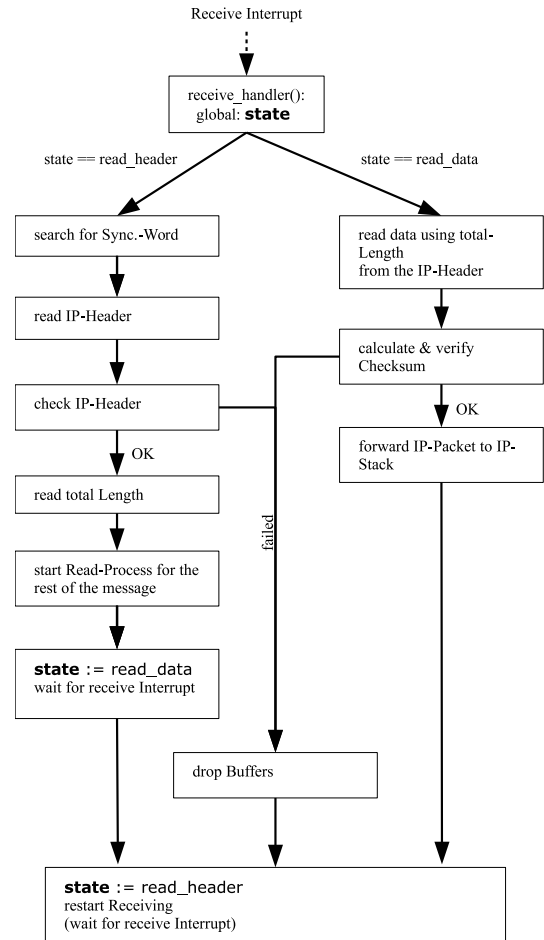 Receive Interrupt
receive_handler():
global: state
state == read_header
state == read_data
search for Sync.-Word
read data using total-
Length
from the IP-Header
read IP-Header
calculate & verify
Checksum
check IP-Header
OK
forward IP-Packet to IP-
Stack
OK
read total Length
failed
start Read-Process for the
rest of the message
state := read_data
wait for receive Interrupt
drop Buffers
state := read_header
restart Receiving
(wait for receive Interrupt)